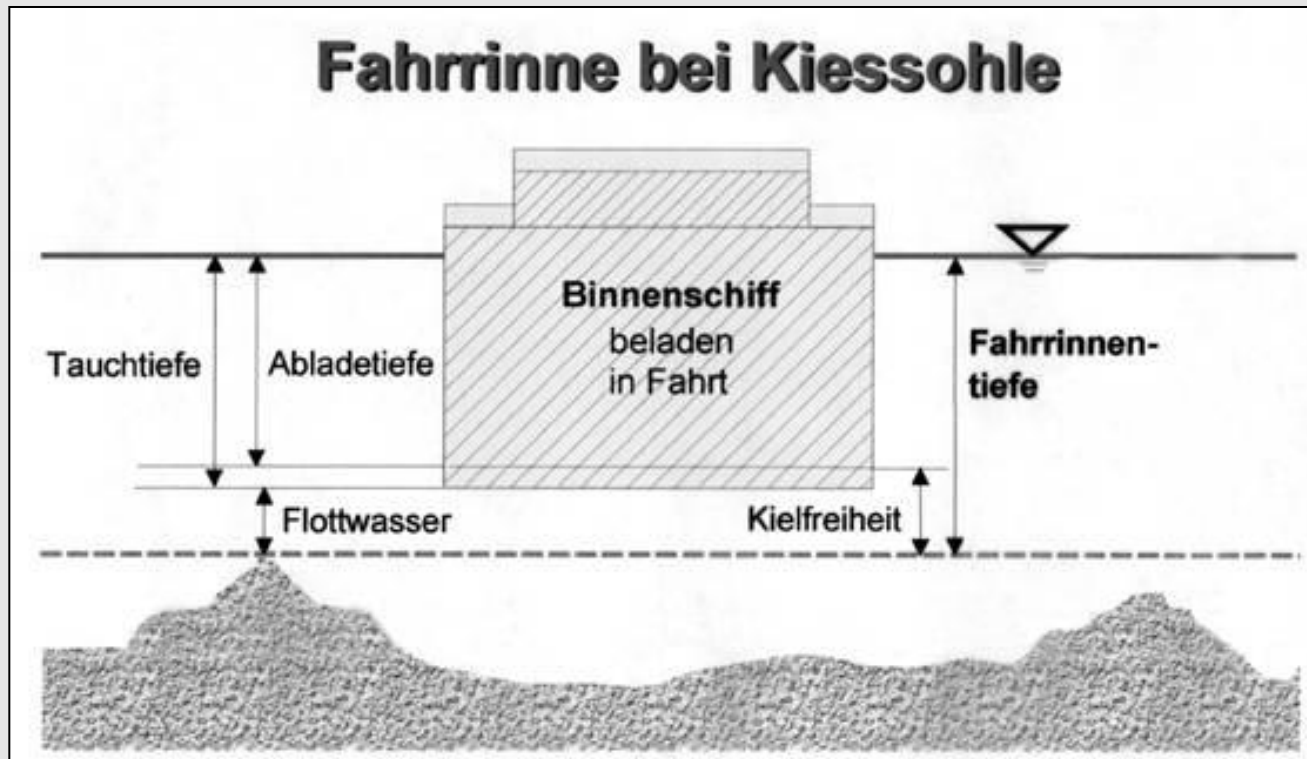 Fahrrinne bei Kiessohle
Binnenschiff
beladen
in Fahrt
Tauchtiefe
Abladetiefe
Fahrrinnen-
tiefe
Flottwasser
Kielfreiheit